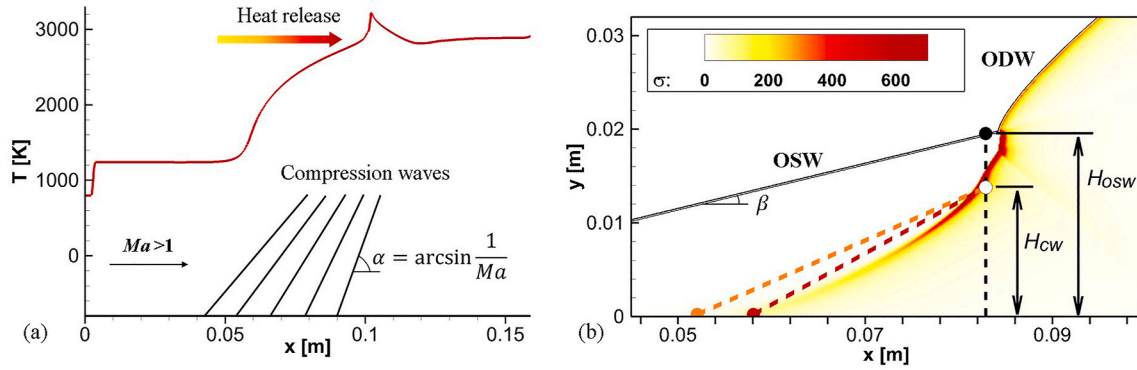 3000
2000
1000
0
T [K]
Heat release
Compression waves
Ma>1
α = arcsin 1/Ma
0
0.05
0.1
0.15
x [m]
(a)
0.03
0.02
0.01
0
y [m]
σ:
0
200
400
600
ODW
OSW
β
Hosw
Hcw
0.05
0.07
0.09
x [m]
(b)